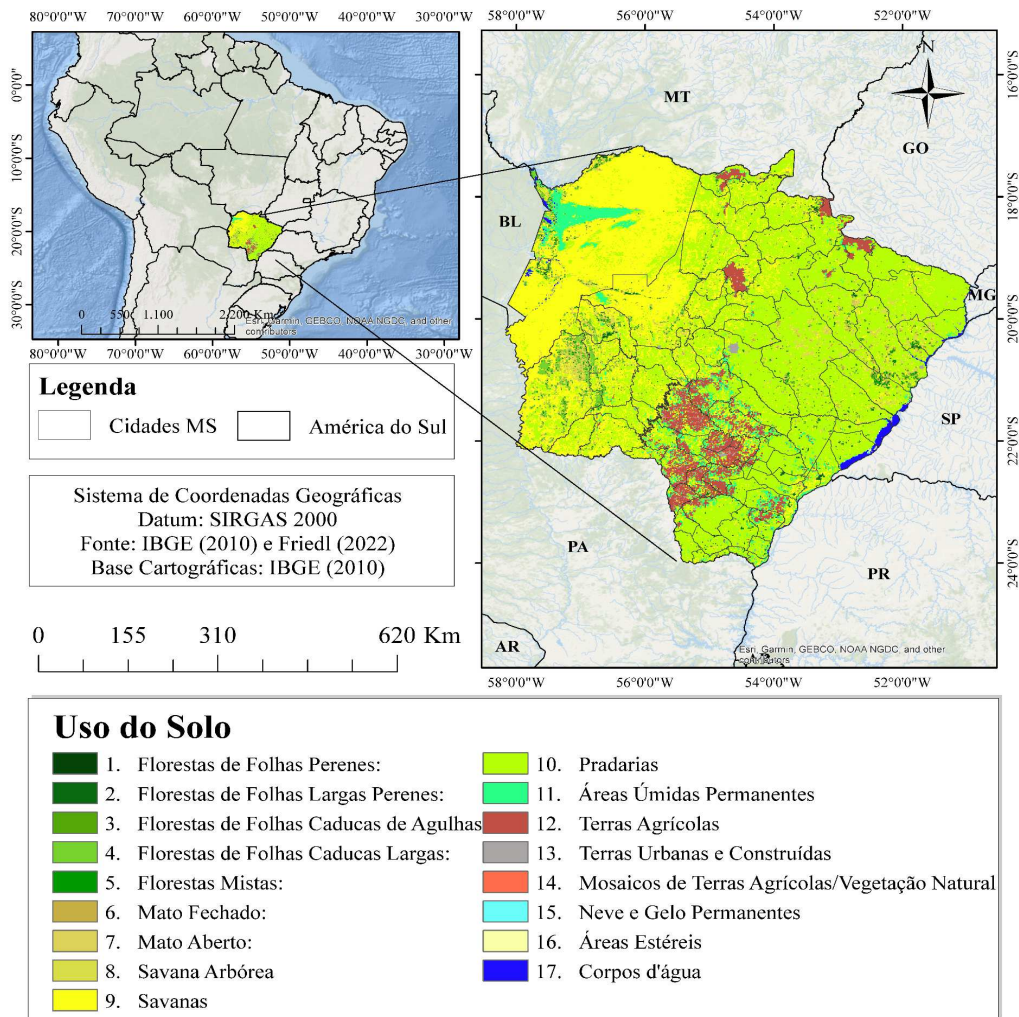 80°0'0"W 70°0'0"W 60°0'0"W 50°0'0"W 40°0'0"W 30°0'0"W
0°0'0"
10°0'0"S
20°0'0"S
30°0'0"S
0 550 1.100 2.200 Km
Esri, Garmin, GEBCO, NOAA NGDC, and other
contributors
80°0'0"W 70°0'0"W 60°0'0"W 50°0'0"W 40°0'0"W 30°0'0"W
Legenda
Cidades MS América do Sul
Sistema de Coordenadas Geográficas
Datum: SIRGAS 2000
Fonte: IBGE (2010) e Friedl (2022)
Base Cartográficas: IBGE (2010)
0 155 310 620 Km
58°0'0"W 56°0'0"W 54°0'0"W 52°0'0"W
N
MT
GO
BL
MG
SP
PA
PR
AR
16°0'0"S
18°0'0"S
20°0'0"S
22°0'0"S
24°0'0"S
Esri, Garmin, GEBCO, NOAA NGDC, and other
contributors
58°0'0"W 56°0'0"W 54°0'0"W 52°0'0"W
Uso do Solo
1. Florestas de Folhas Perenes:
2. Florestas de Folhas Largas Perenes:
3. Florestas de Folhas Caducas de Agulhas
4. Florestas de Folhas Caducas Largas:
5. Florestas Mistas:
6. Mato Fechado:
7. Mato Aberto:
8. Savana Arbórea
9. Savanas
10. Pradarias
11. Áreas Úmidas Permanentes
12. Terras Agrícolas
13. Terras Urbanas e Construídas
14. Mosaicos de Terras Agrícolas/Vegetação Natural
15. Neve e Gelo Permanentes
16. Áreas Estéreis
17. Corpos d'água